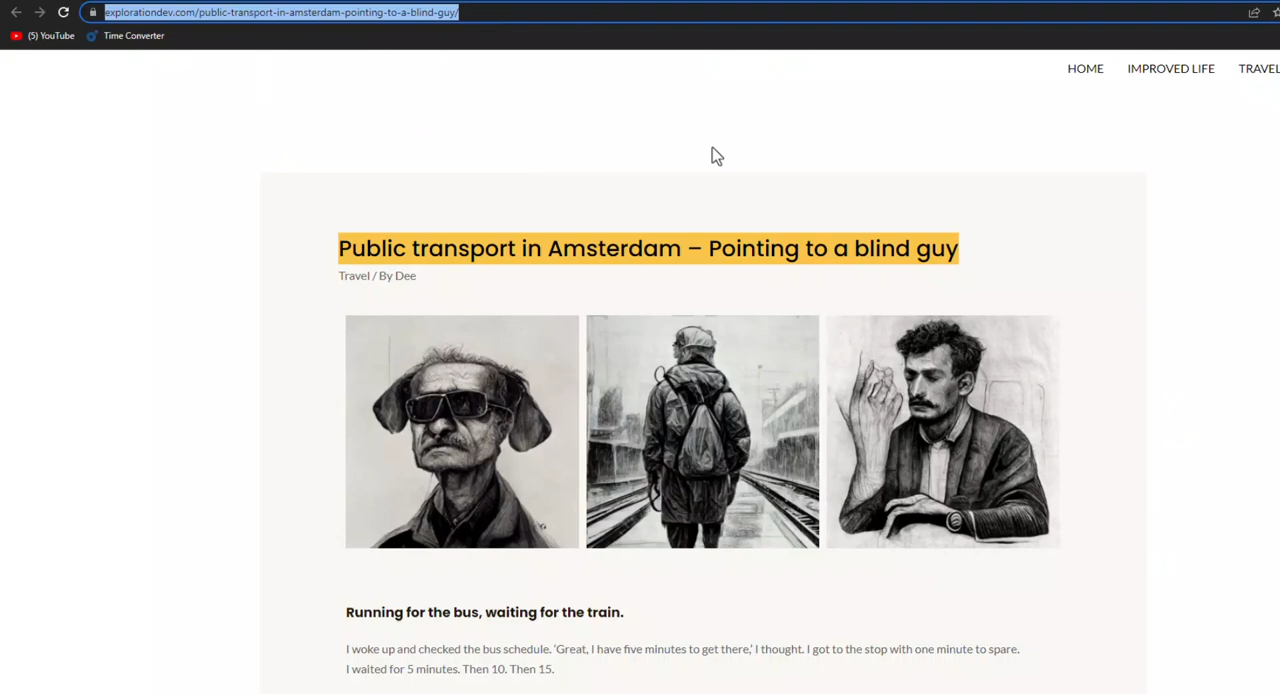 explorationdev.com/public-transport-in-amsterdam-pointing-to-a-blind-guy/
(5) YouTube Time Converter
HOME IMPROVED LIFE TRAVEL
Public transport in Amsterdam – Pointing to a blind guy
Travel / By Dee
Running for the bus, waiting for the train.
I woke up and checked the bus schedule. ‘Great, I have five minutes to get there,’ I thought. I got to the stop with one minute to spare.
I waited for 5 minutes. Then 10. Then 15.